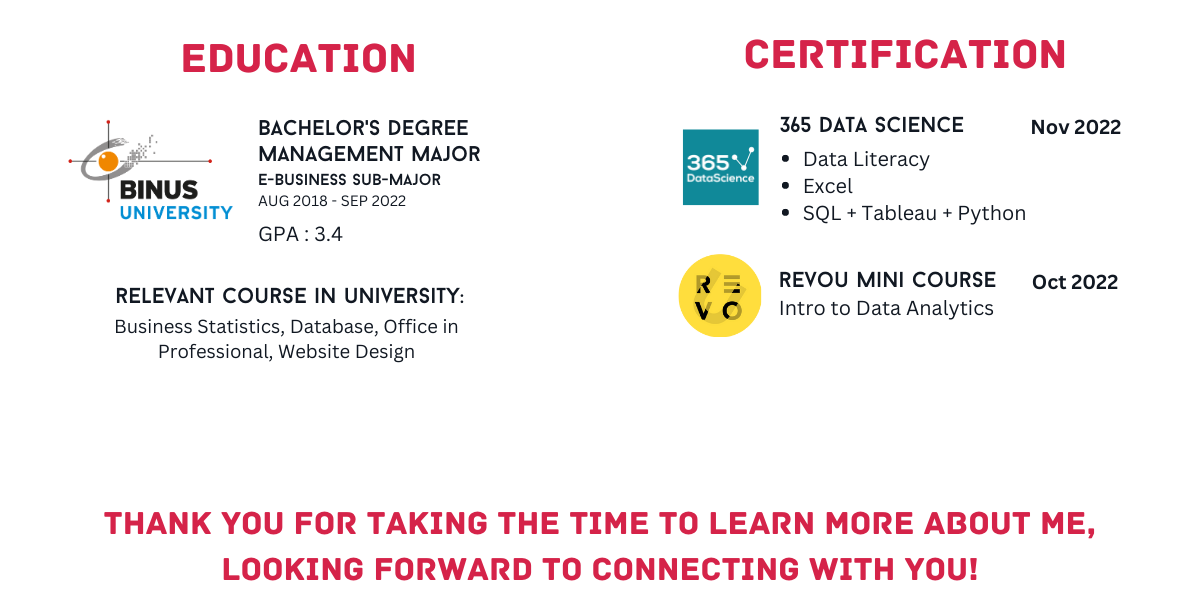 EDUCATION
BINUS
UNIVERSITY
BACHELOR'S DEGREE
MANAGEMENT MAJOR
E-BUSINESS SUB-MAJOR
AUG 2018 - SEP 2022
GPA : 3.4
RELEVANT COURSE IN UNIVERSITY:
Business Statistics, Database, Office in
Professional, Website Design
CERTIFICATION
365
DataScience
365 DATA SCIENCE
Nov 2022
• Data Literacy
• Excel
• SQL + Tableau + Python
RE
VO
REVOU MINI COURSE
Oct 2022
Intro to Data Analytics
THANK YOU FOR TAKING THE TIME TO LEARN MORE ABOUT ME,
LOOKING FORWARD TO CONNECTING WITH YOU!